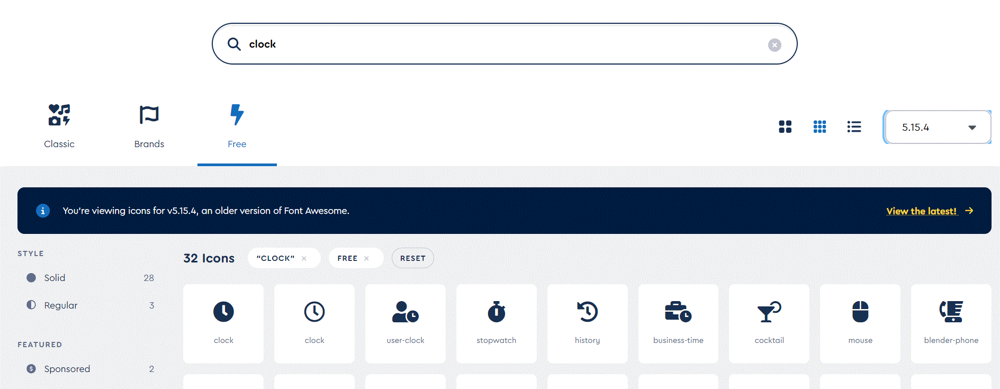 clock
Classic
Brands
Free
5.15.4
You're viewing icons for v5.15.4, an older version of Font Awesome.
View the latest!
STYLE
Solid 28
Regular 3
FEATURED
Sponsored 2
32 Icons "CLOCK" FREE RESET
clock
clock
user-clock
stopwatch
history
business-time
cocktail
mouse
blender-phone